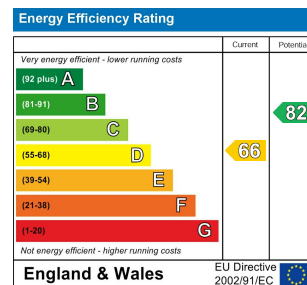 Energy Efficiency Rating
Current Potential
Very energy efficient - lower running costs
(92 plus) A
(81-91) B
82
(69-80) C
(55-68) D
66
(39-54) E
(21-38) F
(1-20) G
Not energy efficient - higher running costs
England & Wales
EU Directive
2002/91/EC